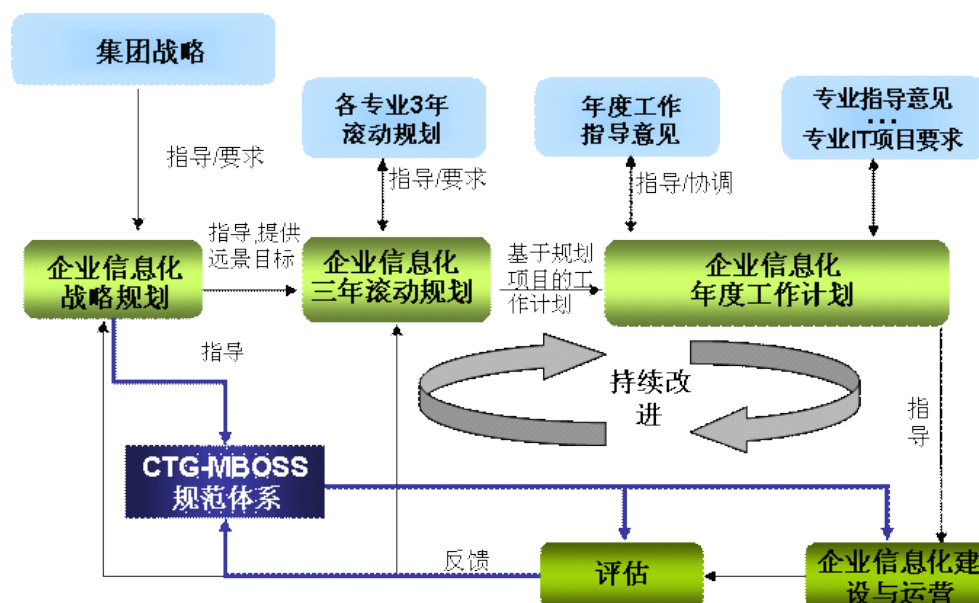 集团战略
各专业3年
滚动规划
年度工作
指导意见
专业指导意见
...
专业IT项目要求
指导/要求
指导/要求
指导/协调
指导,提供
远景目标
基于规划
项目的工
作计划
企业信息化
战略规划
企业信息化
三年滚动规划
企业信息化
年度工作计划
指导
持续改
进
指
导
CTG-MBOSS
规范体系
反馈
评估
企业信息化建
设与运营